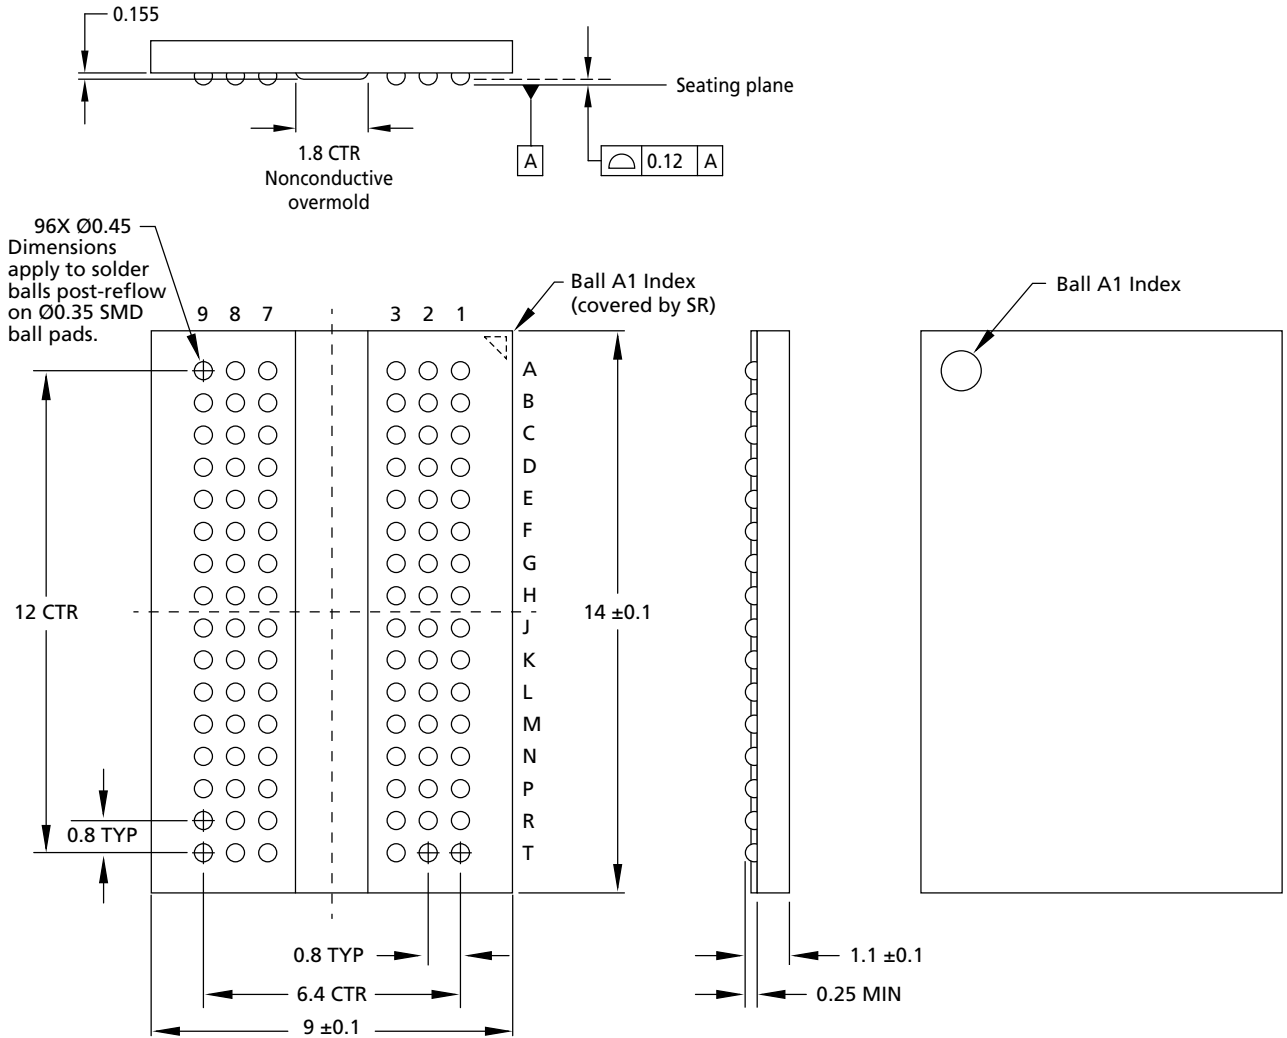 0.155
Seating plane
1.8 CTR
Nonconductive
overmold
A
0.12 A
96X Ø0.45
Dimensions
apply to solder
balls post-reflow
on Ø0.35 SMD
ball pads.
Ball A1 Index
(covered by SR)
Ball A1 Index
9 8 7 3 2 1
A
B
C
D
E
F
G
H
J
K
L
M
N
P
R
T
12 CTR
14 ±0.1
0.8 TYP
0.8 TYP
1.1 ±0.1
6.4 CTR
0.25 MIN
9 ±0.1